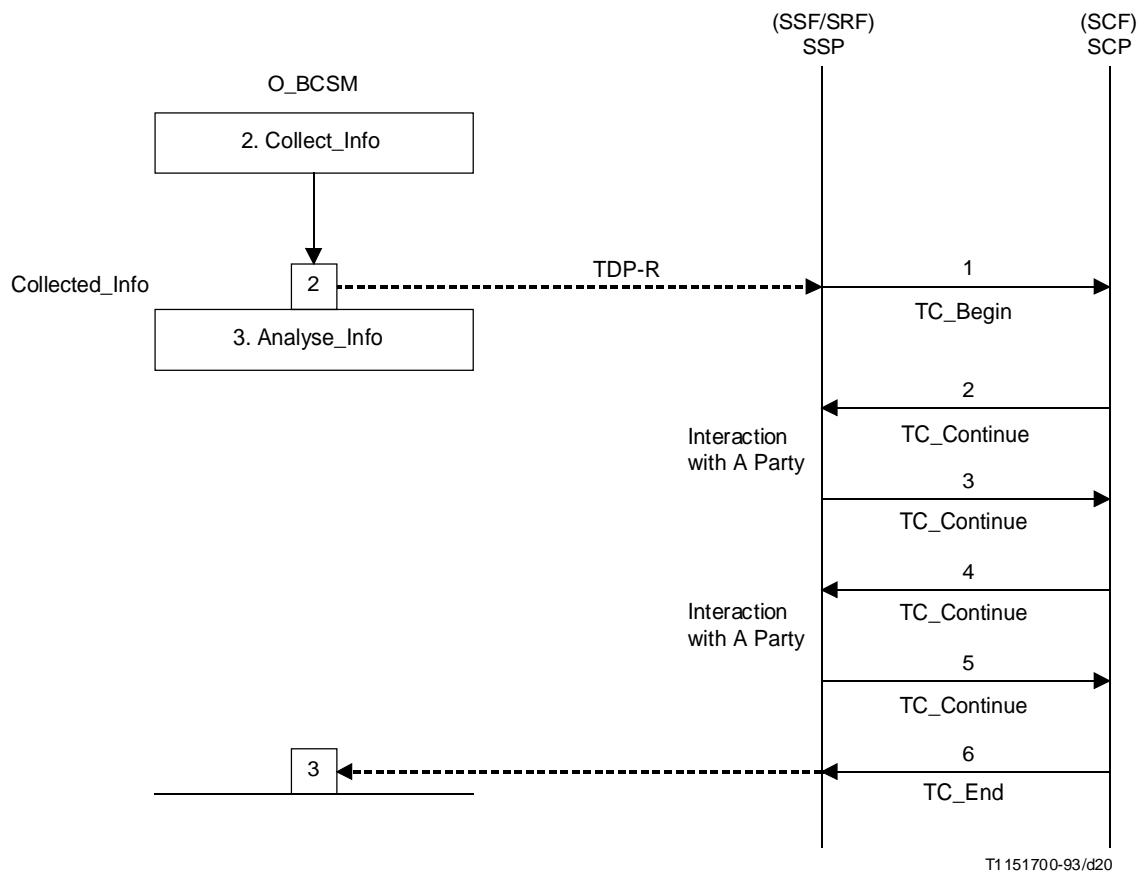 (SSF/SRF)
SSP
(SCF)
SCP
O_BCSM
2. Collect_Info
Collected_Info
2
TDP-R
1
TC_Begin
3. Analyse_Info
2
TC_Continue
Interaction
with A Party
3
TC_Continue
4
TC_Continue
Interaction
with A Party
5
TC_Continue
3
6
TC_End
T1151700-93/d20